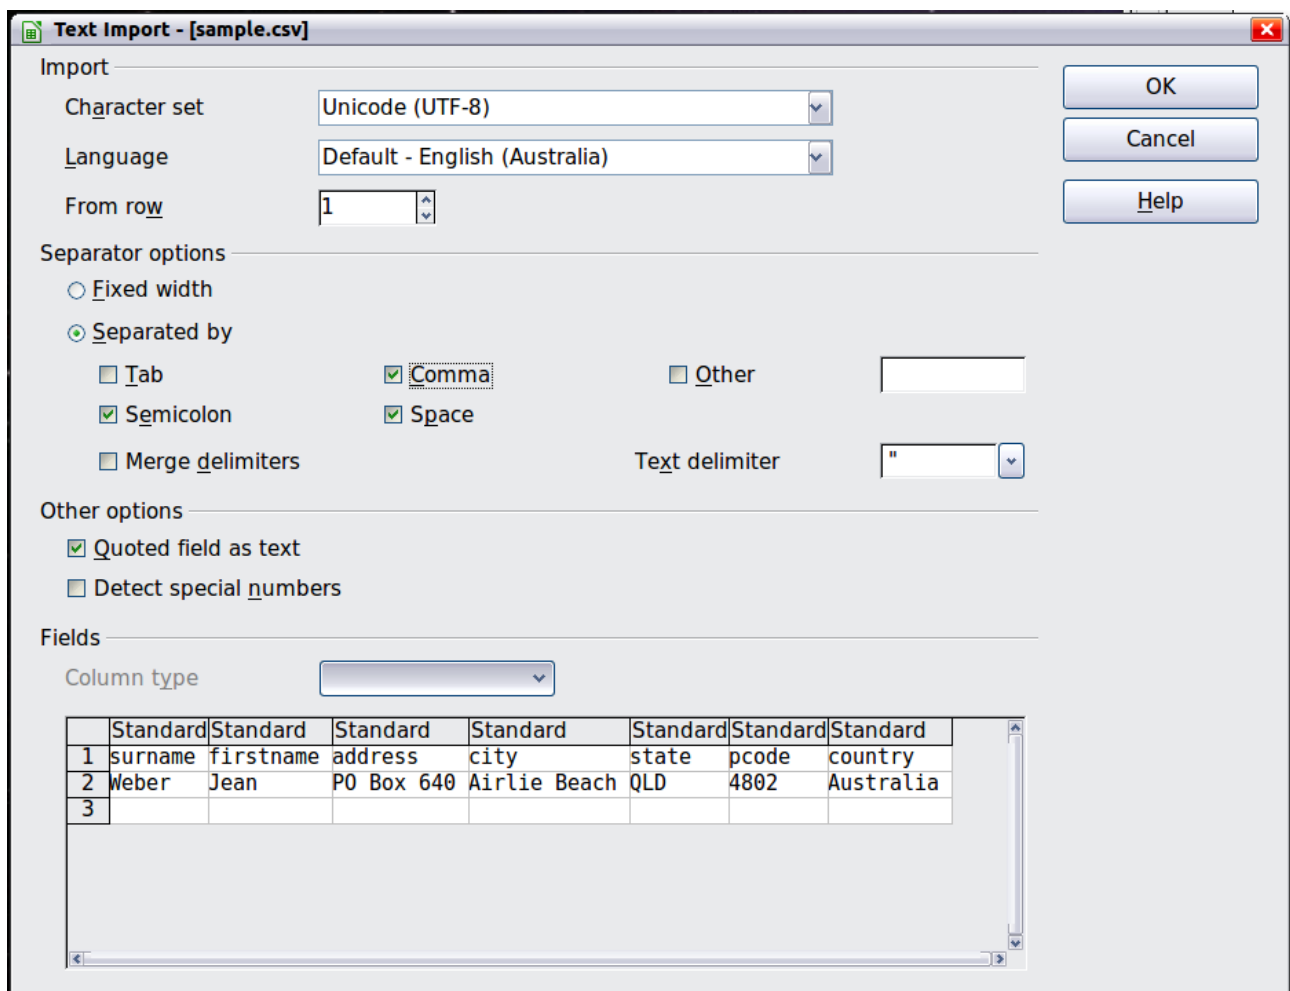 Text Import - [sample.csv]
Import
OK
Character set Unicode (UTF-8)
Cancel
Language Default - English (Australia)
From row 1
Help
Separator options
Fixed width
Separated by
Tab Comma Other
Semicolon Space
Merge delimiters Text delimiter "
Other options
Quoted field as text
Detect special numbers
Fields
Column type
Standard Standard Standard Standard Standard Standard Standard
1 surname firstname address city state pcode country
2 Weber Jean PO Box 640 Airlie Beach QLD 4802 Australia
3